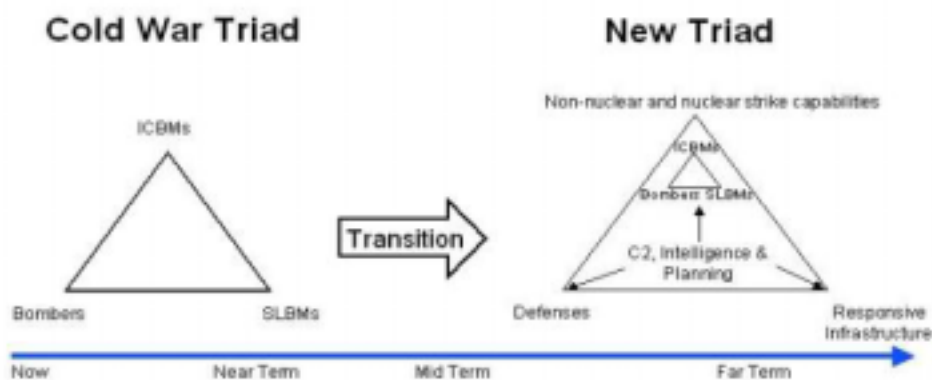 Cold War Triad
New Triad
Non-nuclear and nuclear strike capabilities
ICBMs
ICBMs
Bombers SLBMs
Transition
C2, Intelligence &
Planning
Bombers
SLBMs
Defenses
Responsive
Infrastructure
Now
Near Term
Mid Term
Far Term